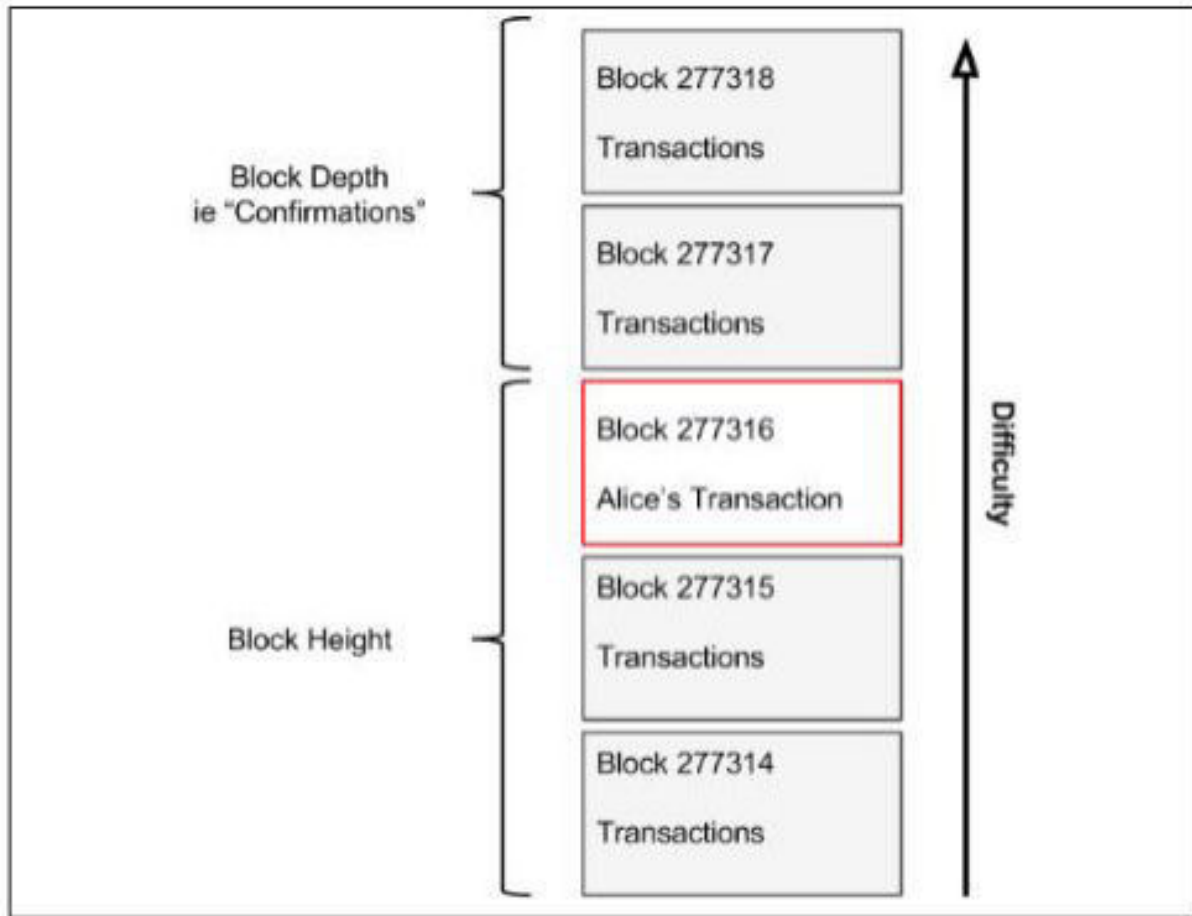 Block 277318
Transactions
Block Depth
ie “Confirmations”
Block 277317
Transactions
Block 277316
Alice’s Transaction
Difficulty
Block 277315
Transactions
Block Height
Block 277314
Transactions